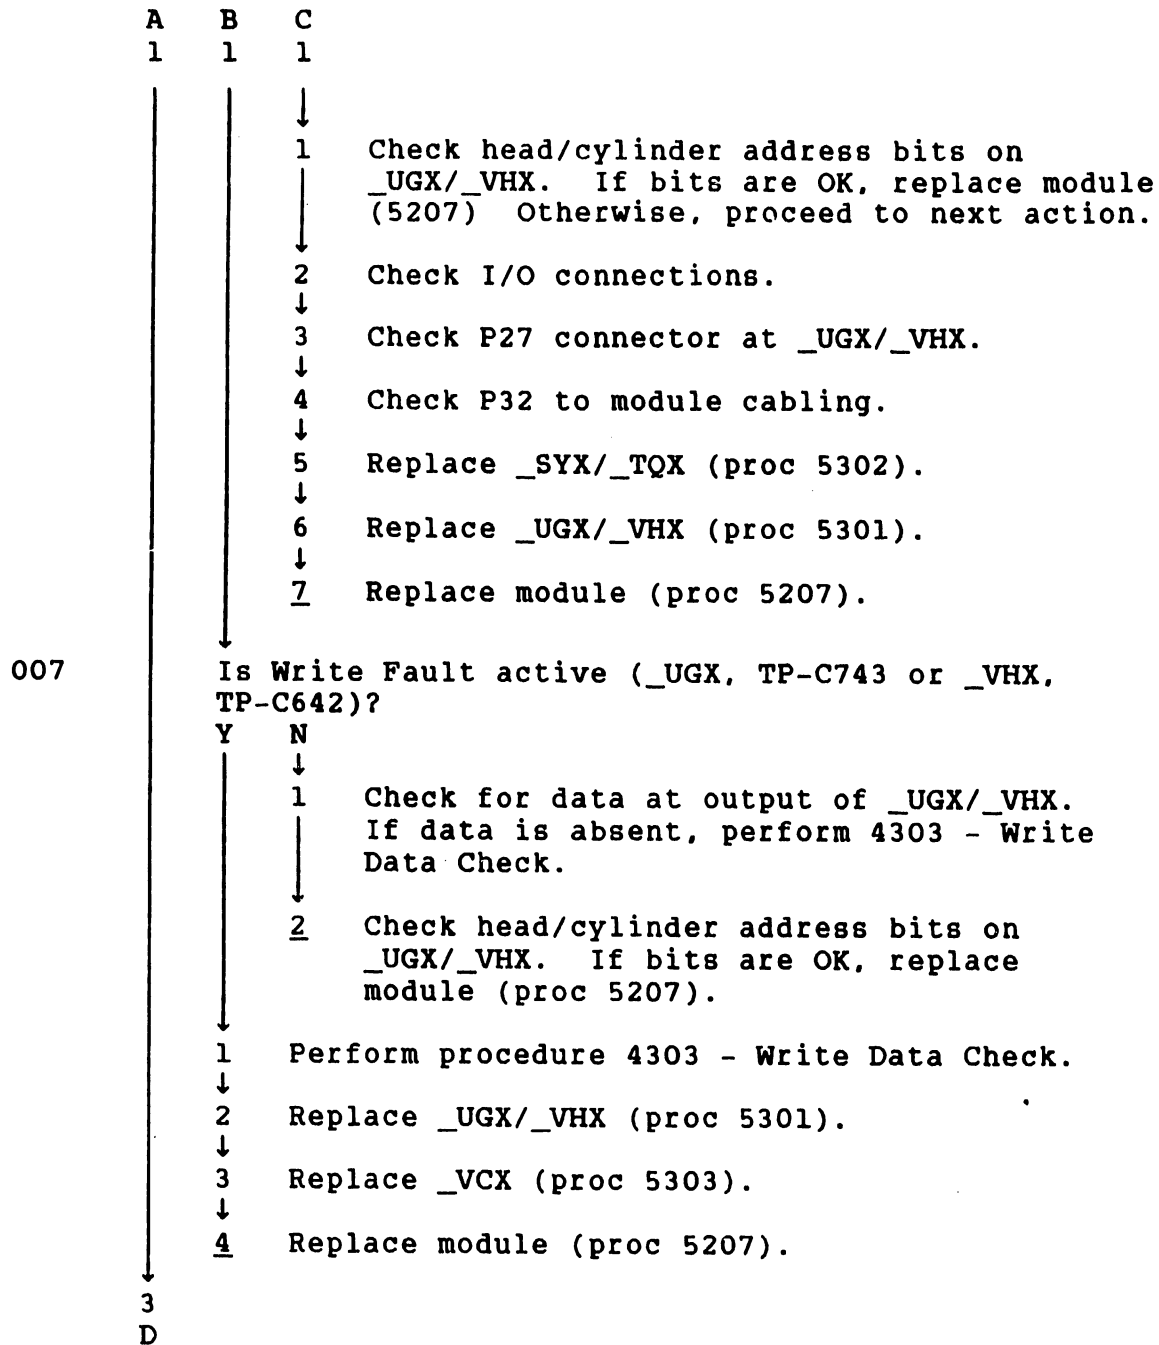 A B C
1 1 1
1 Check head/cylinder address bits on
_UGX/_VHX. If bits are OK, replace module
(5207) Otherwise, proceed to next action.
2 Check I/O connections.
3 Check P27 connector at _UGX/_VHX.
4 Check P32 to module cabling.
5 Replace _SYX/_TQX (proc 5302).
6 Replace _UGX/_VHX (proc 5301).
7 Replace module (proc 5207).
007 Is Write Fault active (_UGX, TP-C743 or _VHX,
TP-C642)?
Y N
1 Check for data at output of _UGX/_VHX.
If data is absent, perform 4303 - Write
Data Check.
2 Check head/cylinder address bits on
_UGX/_VHX. If bits are OK, replace
module (proc 5207).
1 Perform procedure 4303 - Write Data Check.
2 Replace _UGX/_VHX (proc 5301).
3 Replace _VCX (proc 5303).
4 Replace module (proc 5207).
3
D